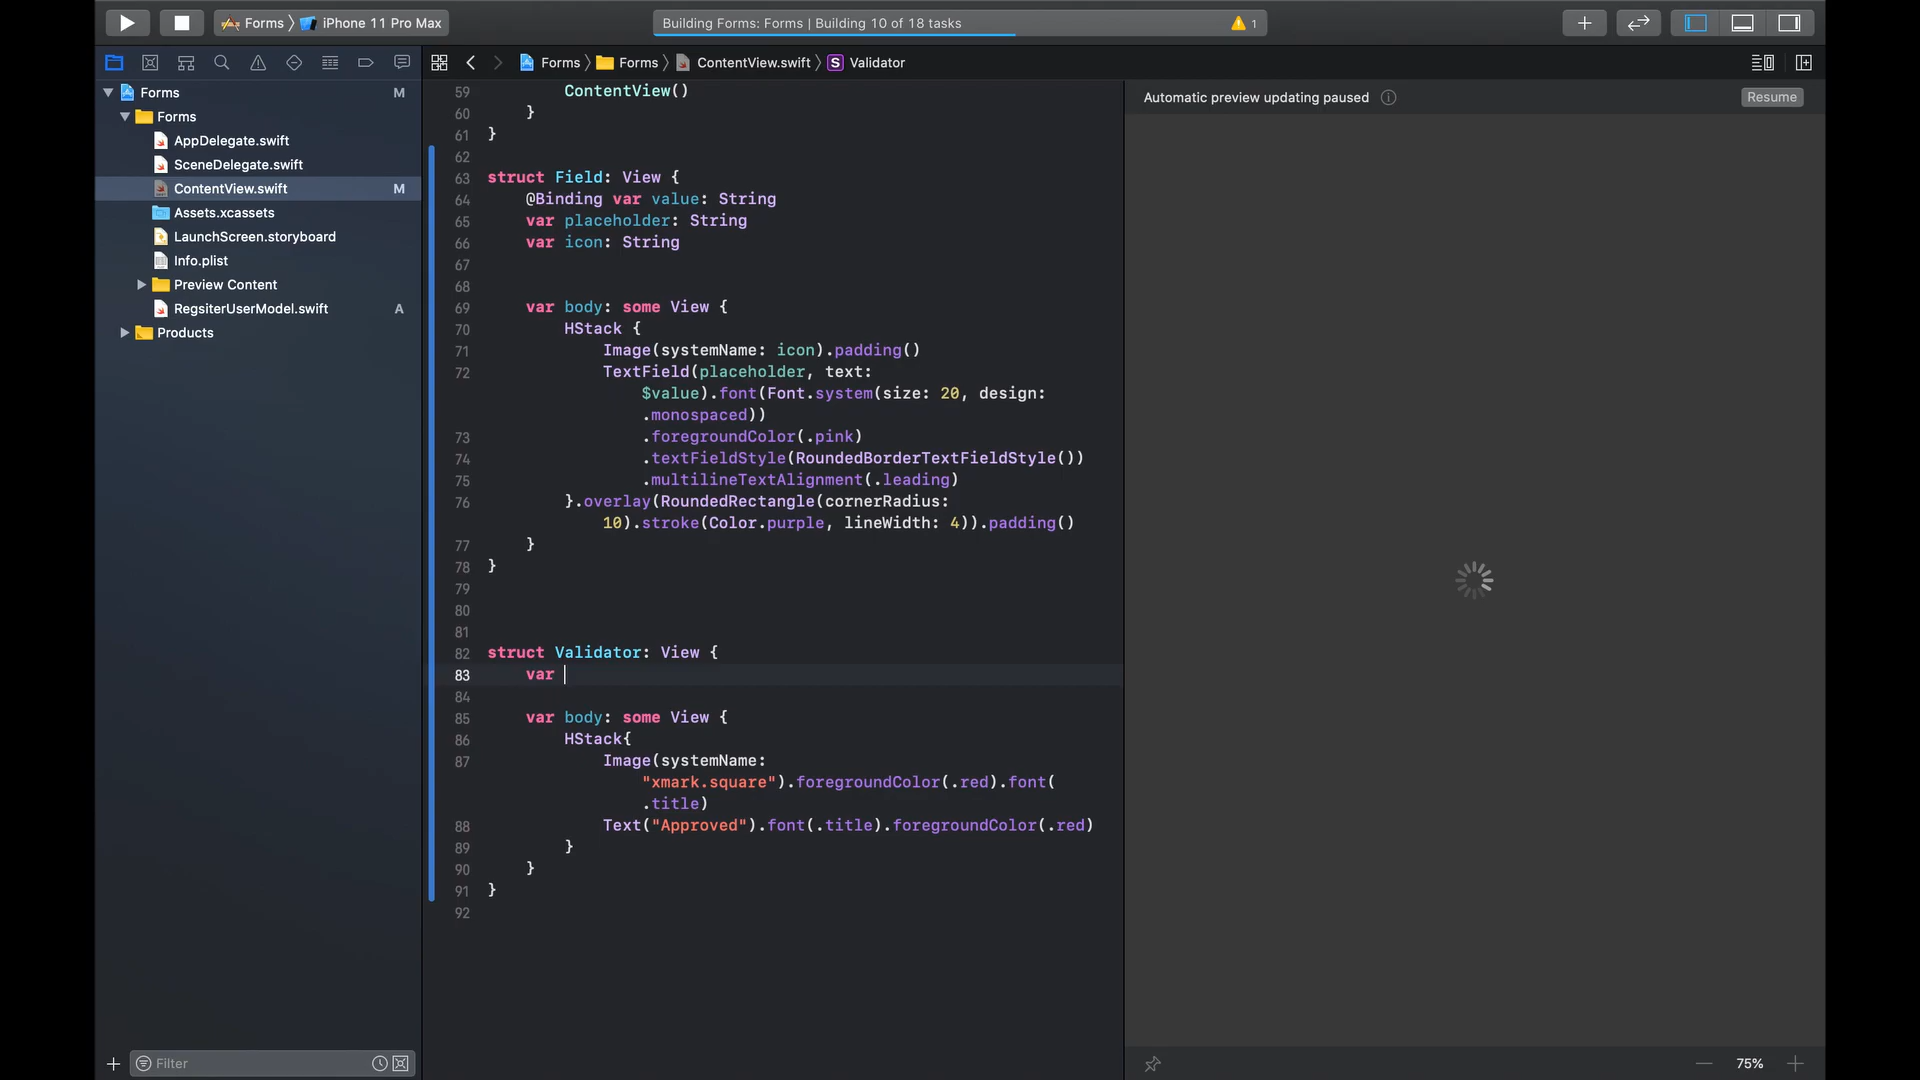 Forms 〉 iPhone 11 Pro Max
Building Forms: Forms | Building 10 of 18 tasks
1
Forms 〉 Forms 〉 ContentView.swift 〉 S Validator
Forms M
Forms
AppDelegate.swift
SceneDelegate.swift
ContentView.swift M
Assets.xcassets
LaunchScreen.storyboard
Info.plist
Preview Content
RegsiterUserModel.swift A
Products
Filter
59 ContentView()
60 }
61 }
62
63 struct Field: View {
64 @Binding var value: String
65 var placeholder: String
66 var icon: String
67
68
69 var body: some View {
70 HStack {
71 Image(systemName: icon).padding()
72 TextField(placeholder, text:
$value).font(Font.system(size: 20, design:
.monospaced))
73 .foregroundColor(.pink)
74 .textFieldStyle(RoundedBorderTextFieldStyle())
75 .multilineTextAlignment(.leading)
76 }.overlay(RoundedRectangle(cornerRadius:
10).stroke(Color.purple, lineWidth: 4)).padding()
77 }
78 }
79
80
81
82 struct Validator: View {
83 var
84
85 var body: some View {
86 HStack{
87 Image(systemName:
"xmark.square").foregroundColor(.red).font(
.title)
88 Text("Approved").font(.title).foregroundColor(.red)
89 }
90 }
91 }
92
Automatic preview updating paused
Resume
75%